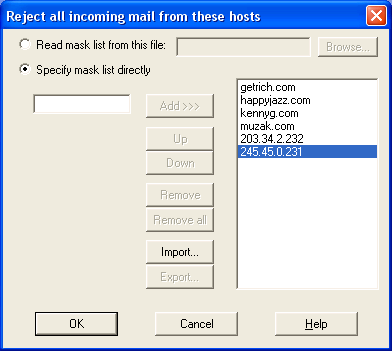 Reject all incoming mail from these hosts
Read mask list from this file:
Browse...
Specify mask list directly
Add >>>
Up
Down
Remove
Remove all
Import...
Export...
getrich.com
happyjazz.com
kennyg.com
muzak.com
203.34.2.232
245.45.0.231
OK
Cancel
Help